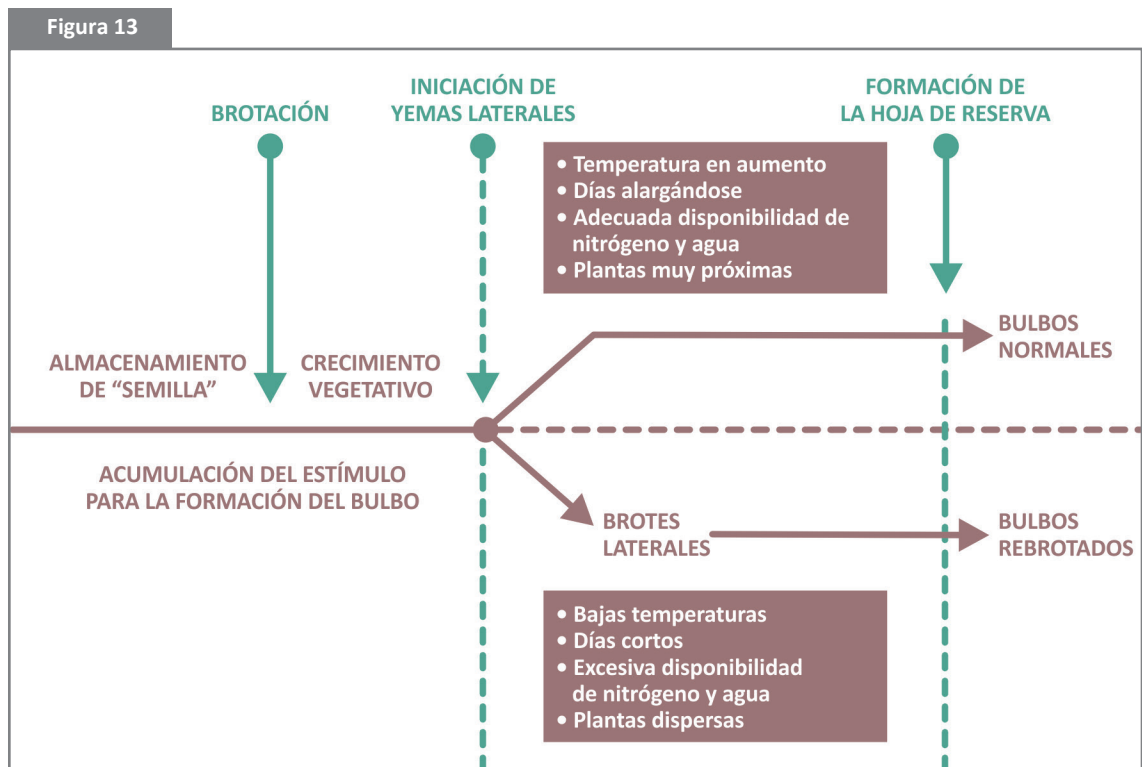 Figura 13
BROTACIÓN
INICIACIÓN DE
YEMAS LATERALES
FORMACIÓN DE
LA HOJA DE RESERVA
• Temperatura en aumento
• Días alargándose
• Adecuada disponibilidad de
nitrógeno y agua
• Plantas muy próximas
ALMACENAMIENTO
DE “SEMILLA”
CRECIMIENTO
VEGETATIVO
BULBOS
NORMALES
ACUMULACIÓN DEL ESTÍMULO
PARA LA FORMACIÓN DEL BULBO
BROTES
LATERALES
BULBOS
REBROTADOS
• Bajas temperaturas
• Días cortos
• Excesiva disponibilidad
de nitrógeno y agua
• Plantas dispersas